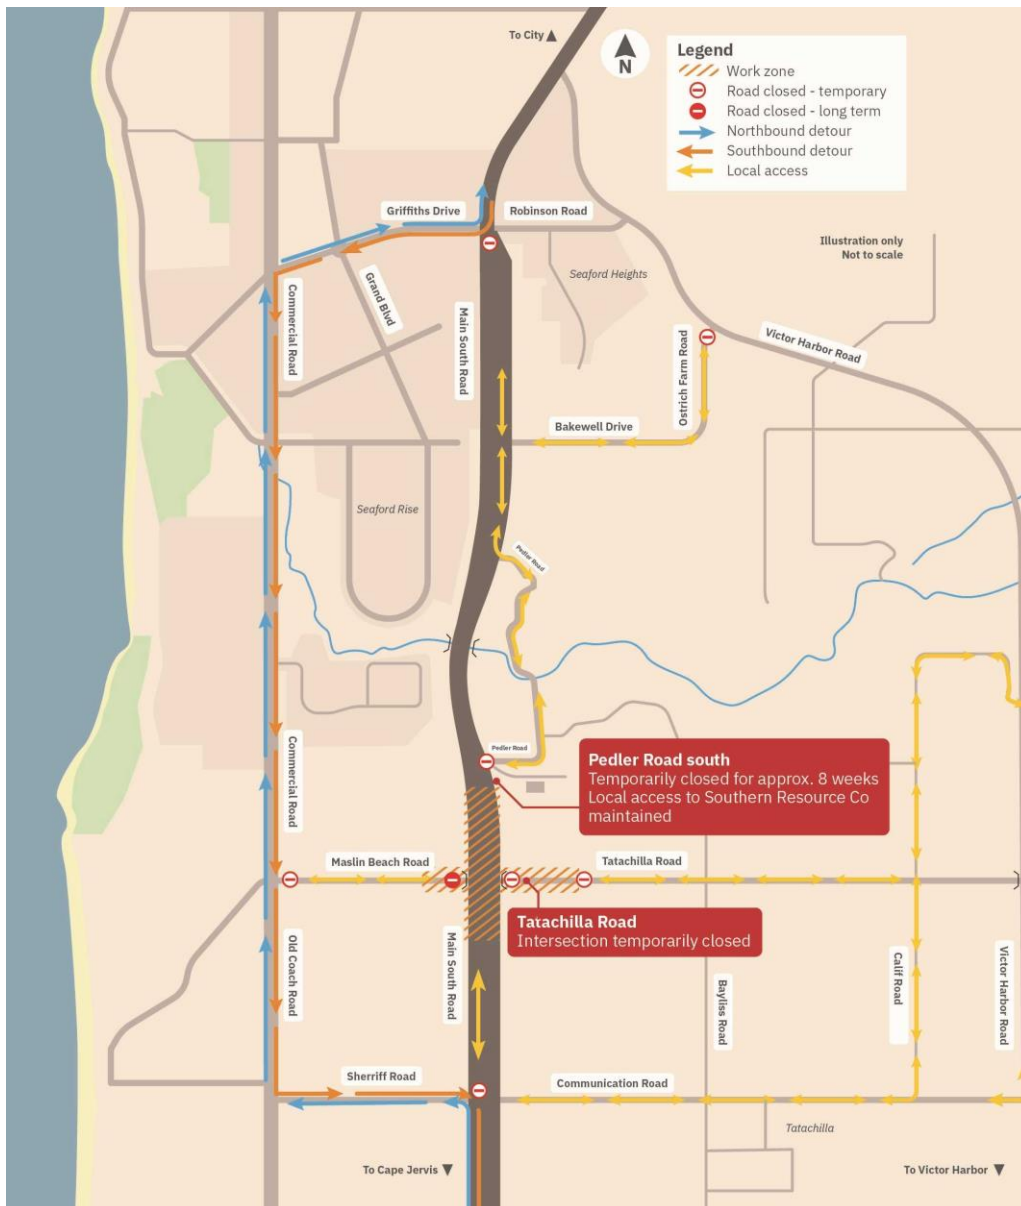 To City ▲
N
Legend
Work zone
Road closed - temporary
Road closed - long term
Northbound detour
Southbound detour
Local access
Griffiths Drive
Robinson Road
Illustration only
Not to scale
Seaford Heights
Grand Blvd
Commercial Road
Main South Road
Ostrich Farm Road
Victor Harbor Road
Bakewell Drive
Seaford Rise
Pedler Road
Pedler Road
Pedler Road south
Temporarily closed for approx. 8 weeks
Local access to Southern Resource Co
maintained
Commercial Road
Maslin Beach Road
Tatachilla Road
Tatachilla Road
Intersection temporarily closed
Old Coach Road
Main South Road
Bayliss Road
Calif Road
Victor Harbor Road
Sherriff Road
Communication Road
Tatachilla
To Cape Jervis ▼
To Victor Harbor ▼